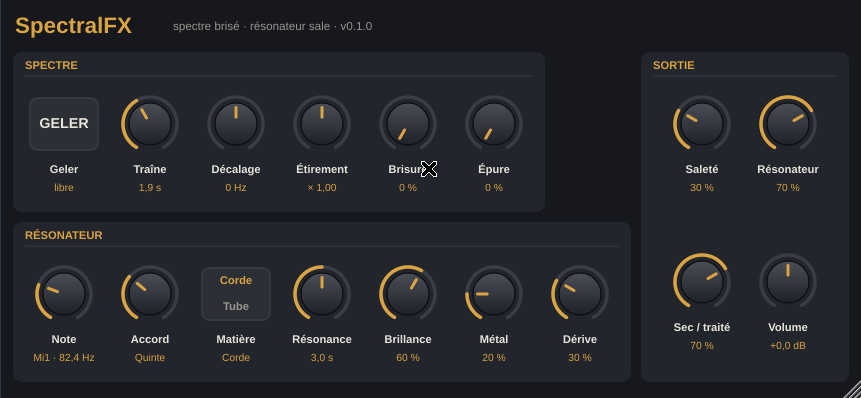 SpectralFX
spectre brisé · résonateur sale · v0.1.0
SPECTRE
GELER
Geler
libre
Traîne
1,9 s
Décalage
0 Hz
Étirement
× 1,00
Brisure
0 %
Épure
0 %
RÉSONATEUR
Note
Mi1 · 82,4 Hz
Accord
Quinte
Corde
Tube
Matière
Corde
Résonance
3,0 s
Brillance
60 %
Métal
20 %
Dérive
30 %
SORTIE
Saleté
30 %
Résonateur
70 %
Sec / traité
70 %
Volume
+0,0 dB